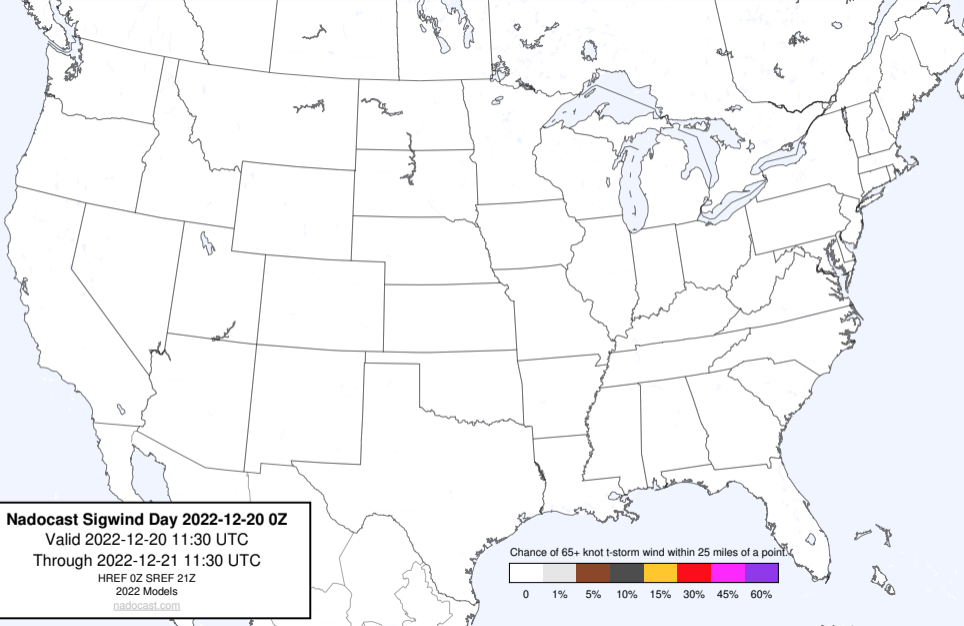 Nadocast Sigwind Day 2022-12-20 0Z
Valid 2022-12-20 11:30 UTC
Through 2022-12-21 11:30 UTC
HREF 0Z SREF 21Z
2022 Models
nadocast.com
Chance of 65+ knot t-storm wind within 25 miles of a point.
0 1% 5% 10% 15% 30% 45% 60%